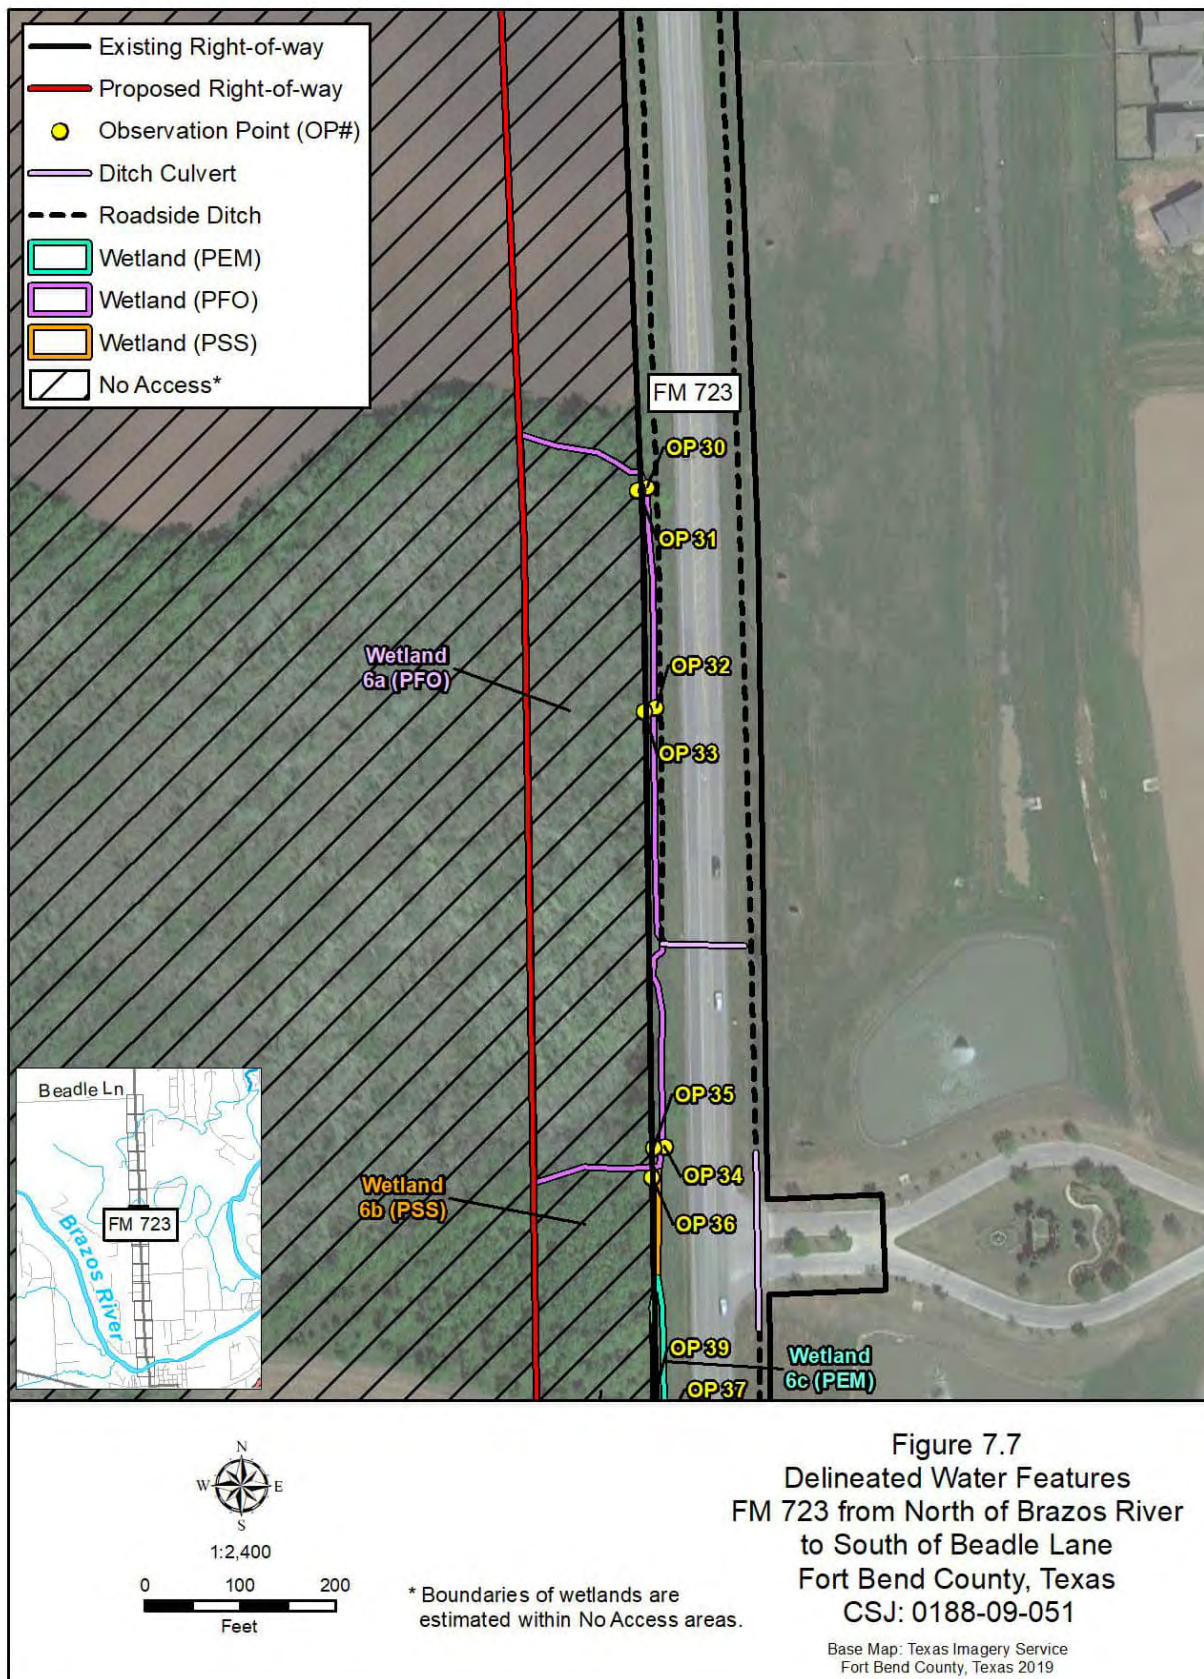 Existing Right-of-way
Proposed Right-of-way
Observation Point (OP#)
Ditch Culvert
Roadside Ditch
Wetland (PEM)
Wetland (PFO)
Wetland (PSS)
No Access*
FM 723
OP 30
OP 31
Wetland
6a (PFO)
OP 32
OP 33
OP 35
OP 34
Wetland
6b (PSS)
OP 36
OP 39
Wetland
6c (PEM)
OP 37
Beadle Ln
FM 723
Brazos River
N
W E
S
1:2,400
0 100 200
Feet
* Boundaries of wetlands are
estimated within No Access areas.
Figure 7.7
Delineated Water Features
FM 723 from North of Brazos River
to South of Beadle Lane
Fort Bend County, Texas
CSJ: 0188-09-051
Base Map: Texas Imagery Service
Fort Bend County, Texas 2019